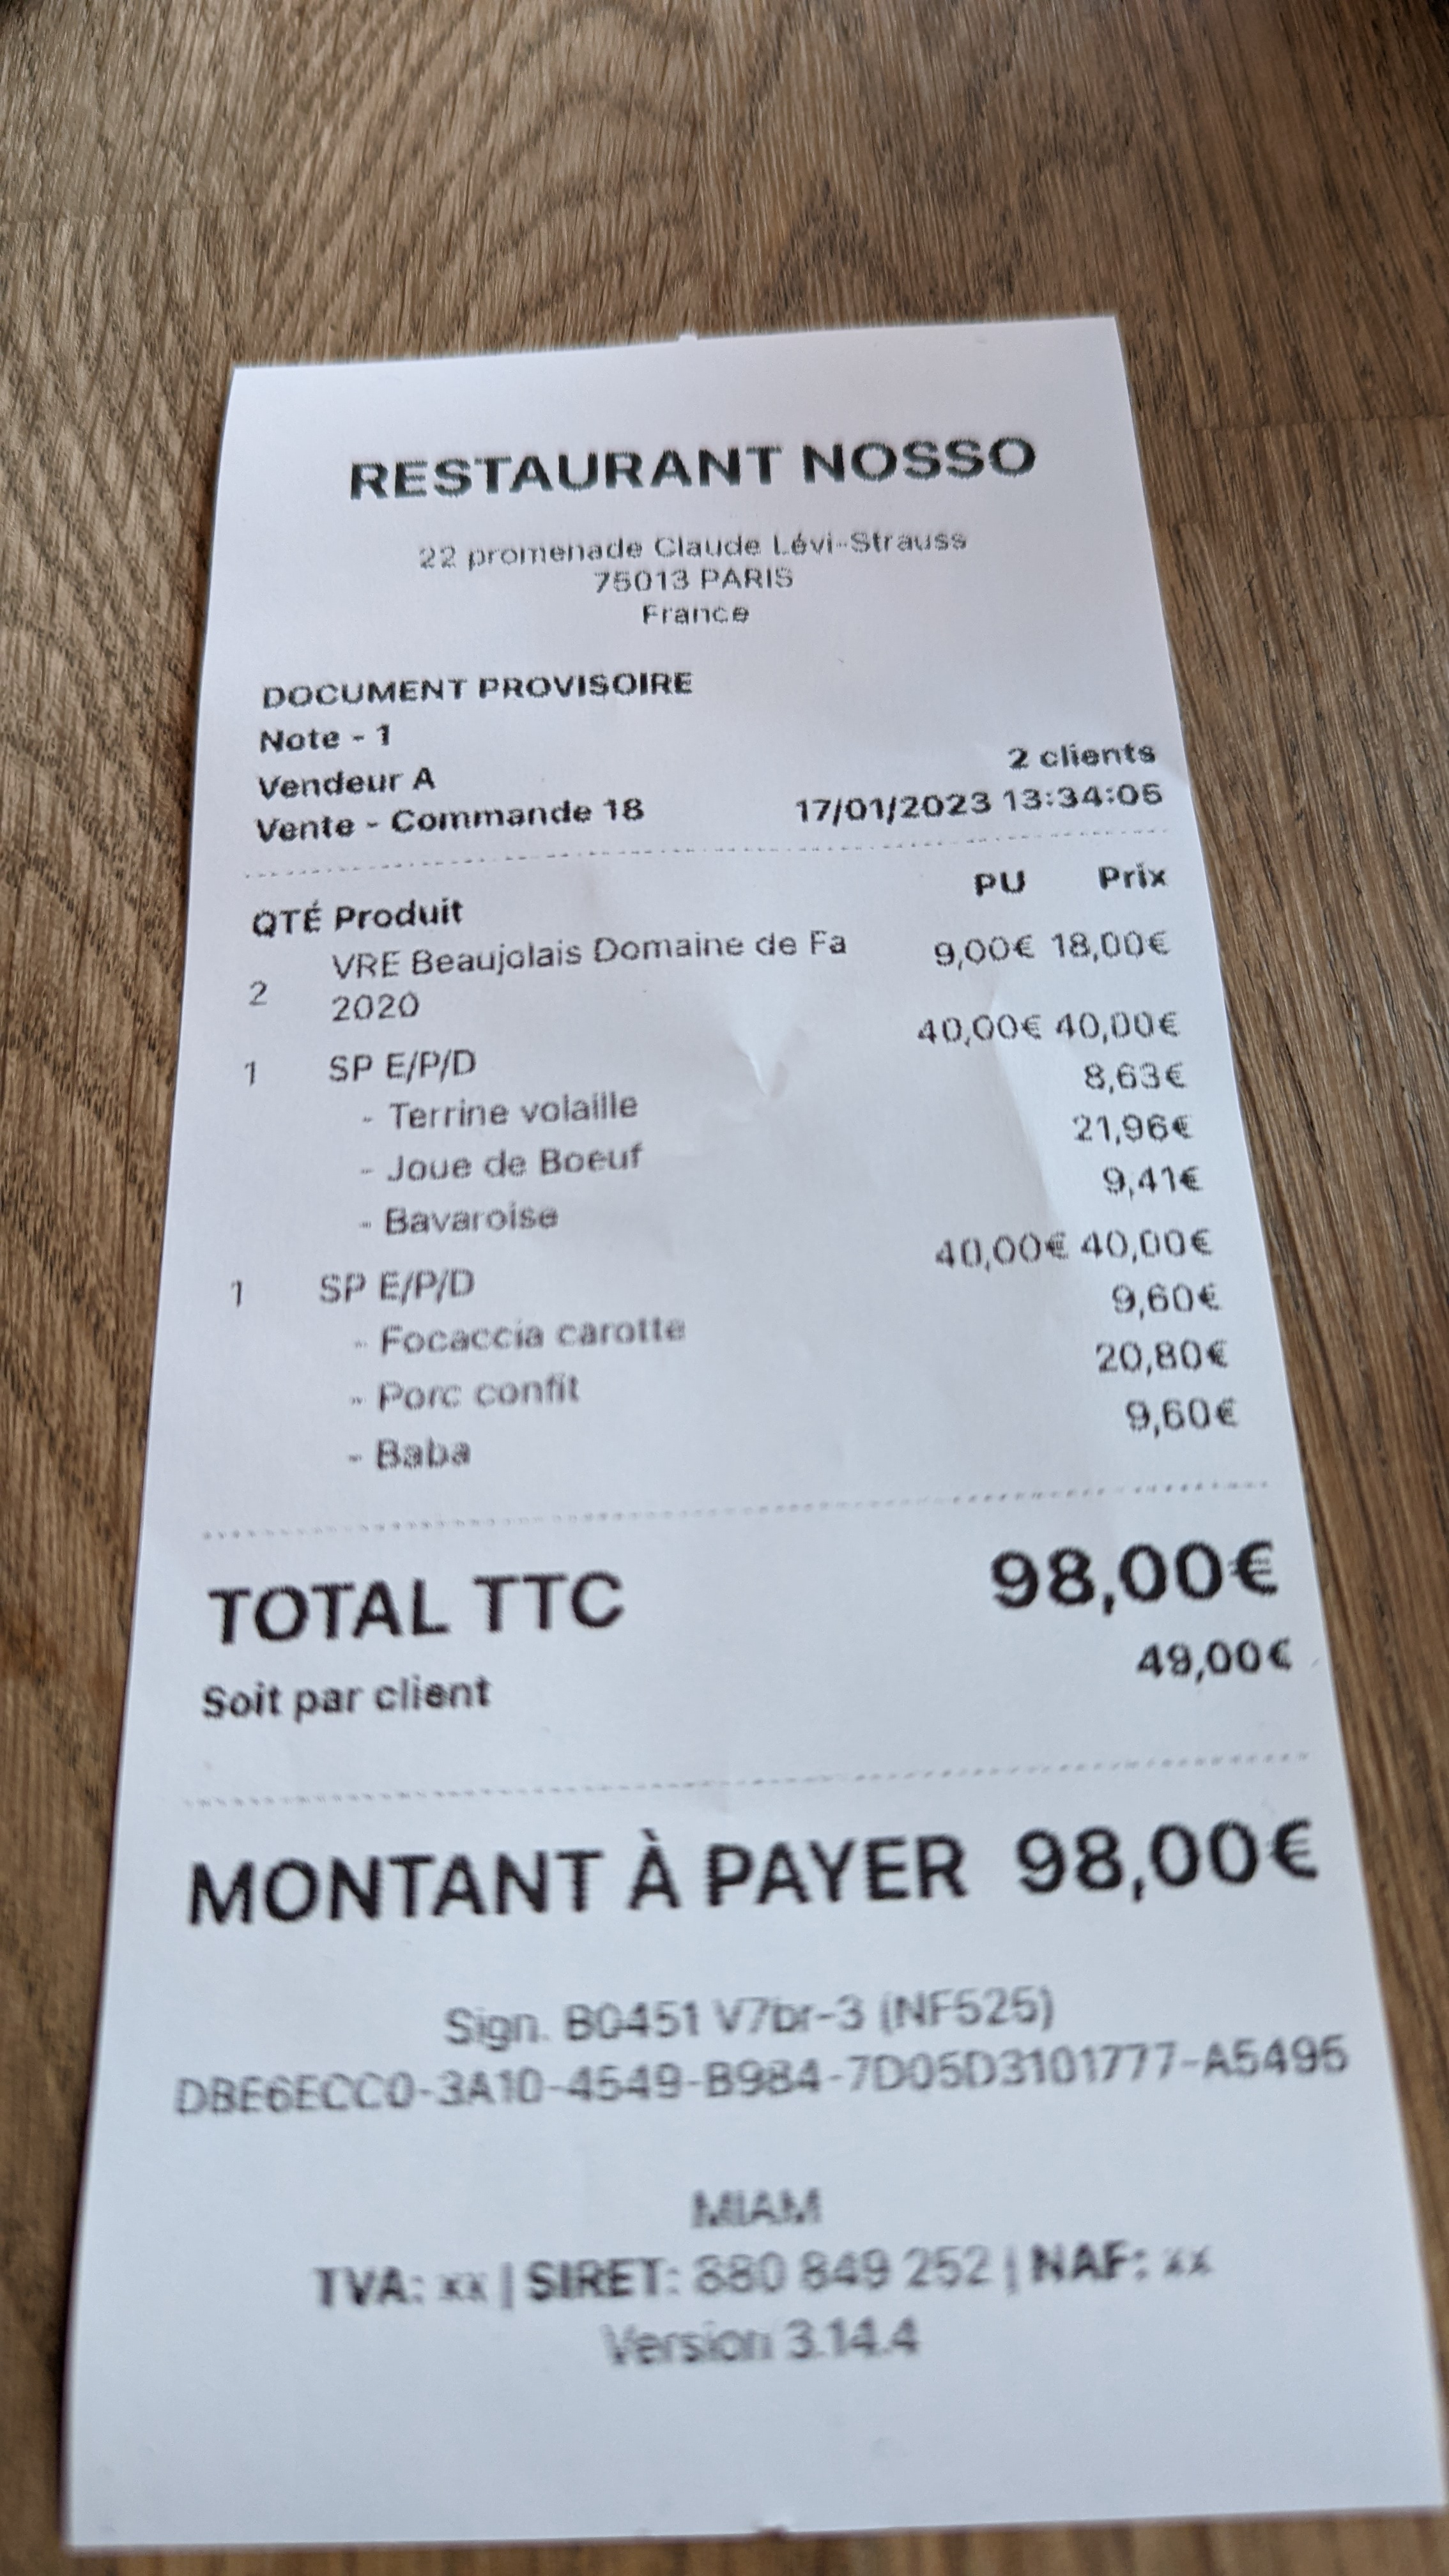 RESTAURANT NOSSO
22 promenade Claude Lévi-Strauss
75013 PARIS
France
DOCUMENT PROVISOIRE
Note - 1
Vendeur A 2 clients
Vente - Commande 18 17/01/2023 13:34:05
QTÉ Produit PU Prix
2 VRE Beaujolais Domaine de Fa 9,00€ 18,00€
2020
1 SP E/P/D 40,00€ 40,00€
- Terrine volaille 8,63€
- Joue de Boeuf 21,96€
- Bavaroise 9,41€
1 SP E/P/D 40,00€ 40,00€
- Focaccia carotte 9,60€
- Porc confit 20,80€
- Baba 9,60€
TOTAL TTC 98,00€
Soit par client 49,00€
MONTANT À PAYER 98,00€
Sign. B0451 V7br-3 (NF525)
DBE6ECC0-3A10-4549-B984-7D05D3101777-A5495
MIAM
TVA: xx | SIRET: 880 849 252 | NAF: xx
Version 3.14.4